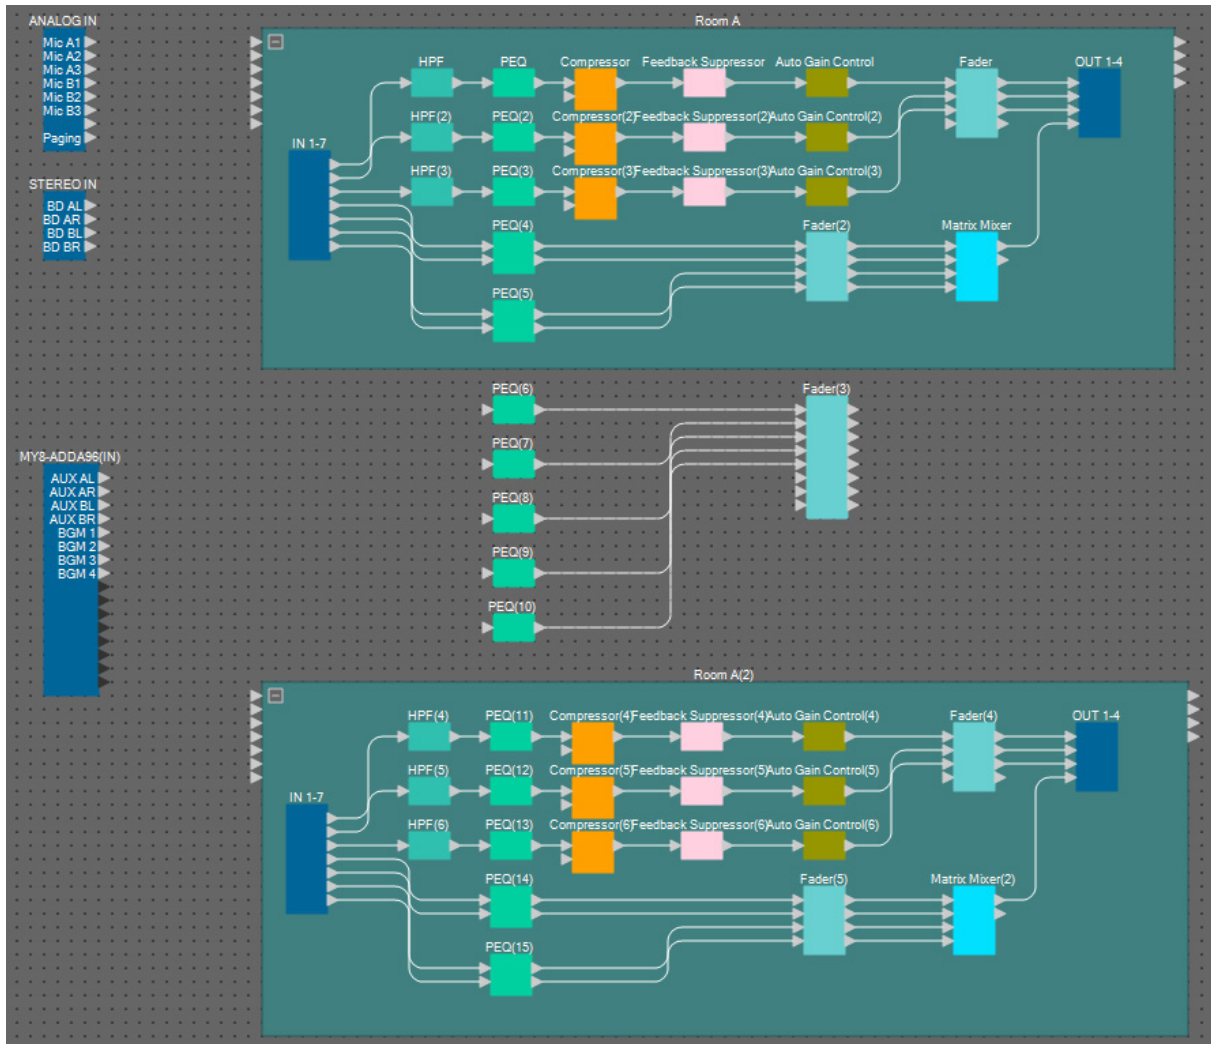 ANALOG IN
Mic A1
Mic A2
Mic A3
Mic B1
Mic B2
Mic B3
Paging
STEREO IN
BD AL
BD AR
BD BL
BD BR
MY8-ADDA96(IN)
AUX AL
AUX AR
AUX BL
AUX BR
BGM 1
BGM 2
BGM 3
BGM 4
Room A
HPF PEQ Compressor Feedback Suppressor Auto Gain Control Fader OUT 1-4
HPF(2) PEQ(2) Compressor(2) Feedback Suppressor(2) Auto Gain Control(2)
IN 1-7
HPF(3) PEQ(3) Compressor(3) Feedback Suppressor(3) Auto Gain Control(3)
PEQ(4) Fader(2) Matrix Mixer
PEQ(5)
PEQ(6) Fader(3)
PEQ(7)
PEQ(8)
PEQ(9)
PEQ(10)
Room A(2)
HPF(4) PEQ(11) Compressor(4) Feedback Suppressor(4) Auto Gain Control(4) Fader(4) OUT 1-4
HPF(5) PEQ(12) Compressor(5) Feedback Suppressor(5) Auto Gain Control(5)
IN 1-7
HPF(6) PEQ(13) Compressor(6) Feedback Suppressor(6) Auto Gain Control(6)
PEQ(14) Fader(5) Matrix Mixer(2)
PEQ(15)